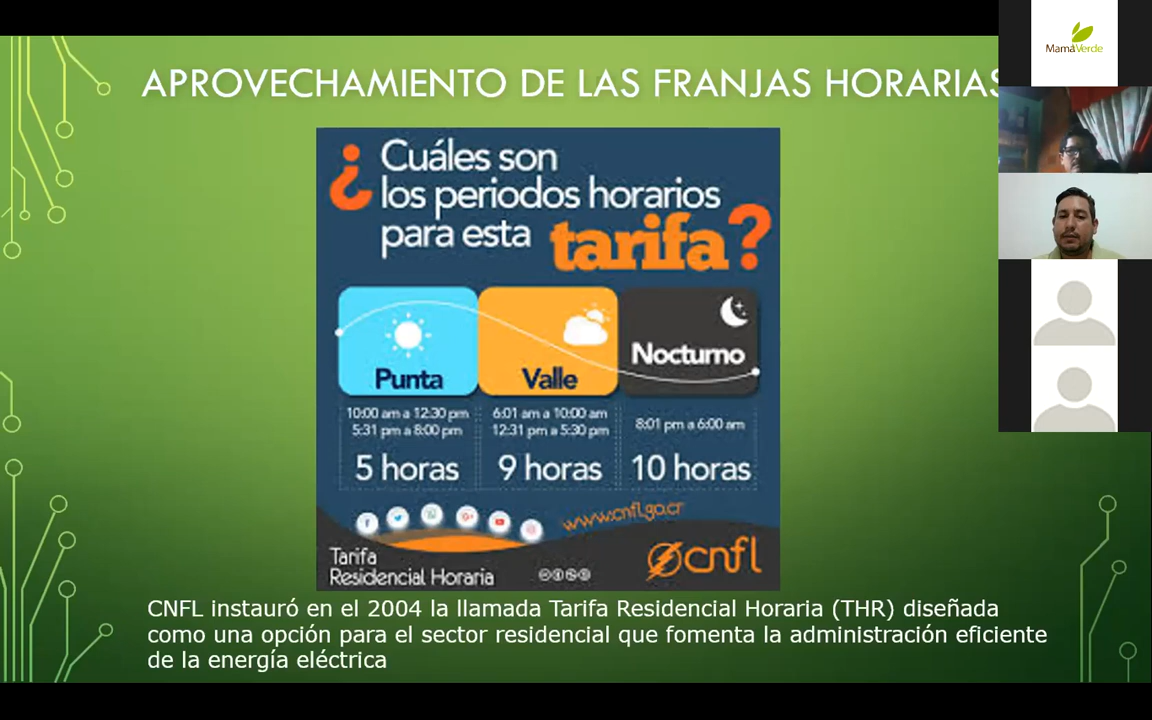 APROVECHAMIENTO DE LAS FRANJAS HORARIAS
MamáVerde
¿Cuáles son
los periodos horarios
para esta tarifa?
Punta
Valle
Nocturno
10:00 am a 12:30 pm
5:31 pm a 8:00 pm
6:01 am a 10:00 am
12:31 pm a 5:30 pm
8:01 pm a 6:00 am
5 horas
9 horas
10 horas
www.cnfl.go.cr
Tarifa
Residencial Horaria
cnfl
CNFL instauró en el 2004 la llamada Tarifa Residencial Horaria (THR) diseñada
como una opción para el sector residencial que fomenta la administración eficiente
de la energía eléctrica